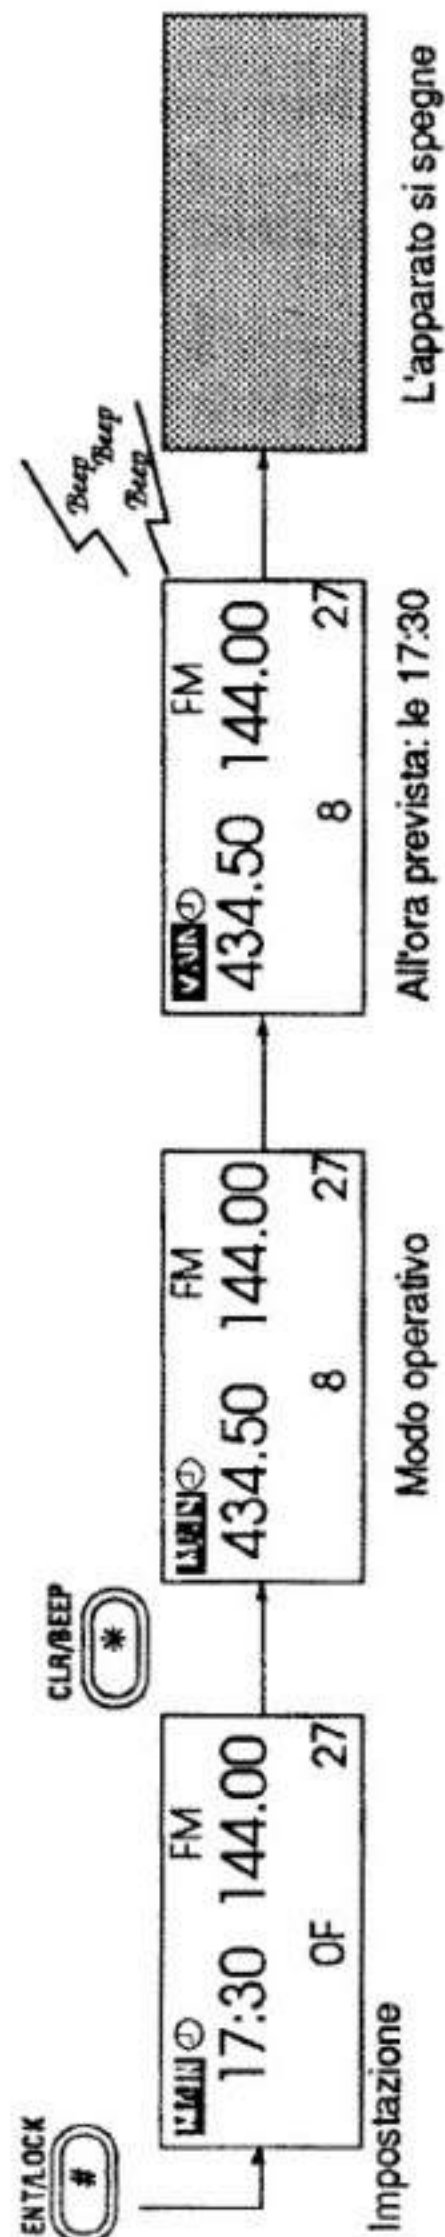 ENT/LOCK
#
MAIN FM
17:30 144.00
OF 27
Impostazione
CLR/BEEP
*
MAIN FM
434.50 144.00
8 27
Modo operativo
MAIN FM
434.50 144.00
8 27
All'ora prevista: le 17:30
Beep
Beep
Beep
L'apparato si spegne